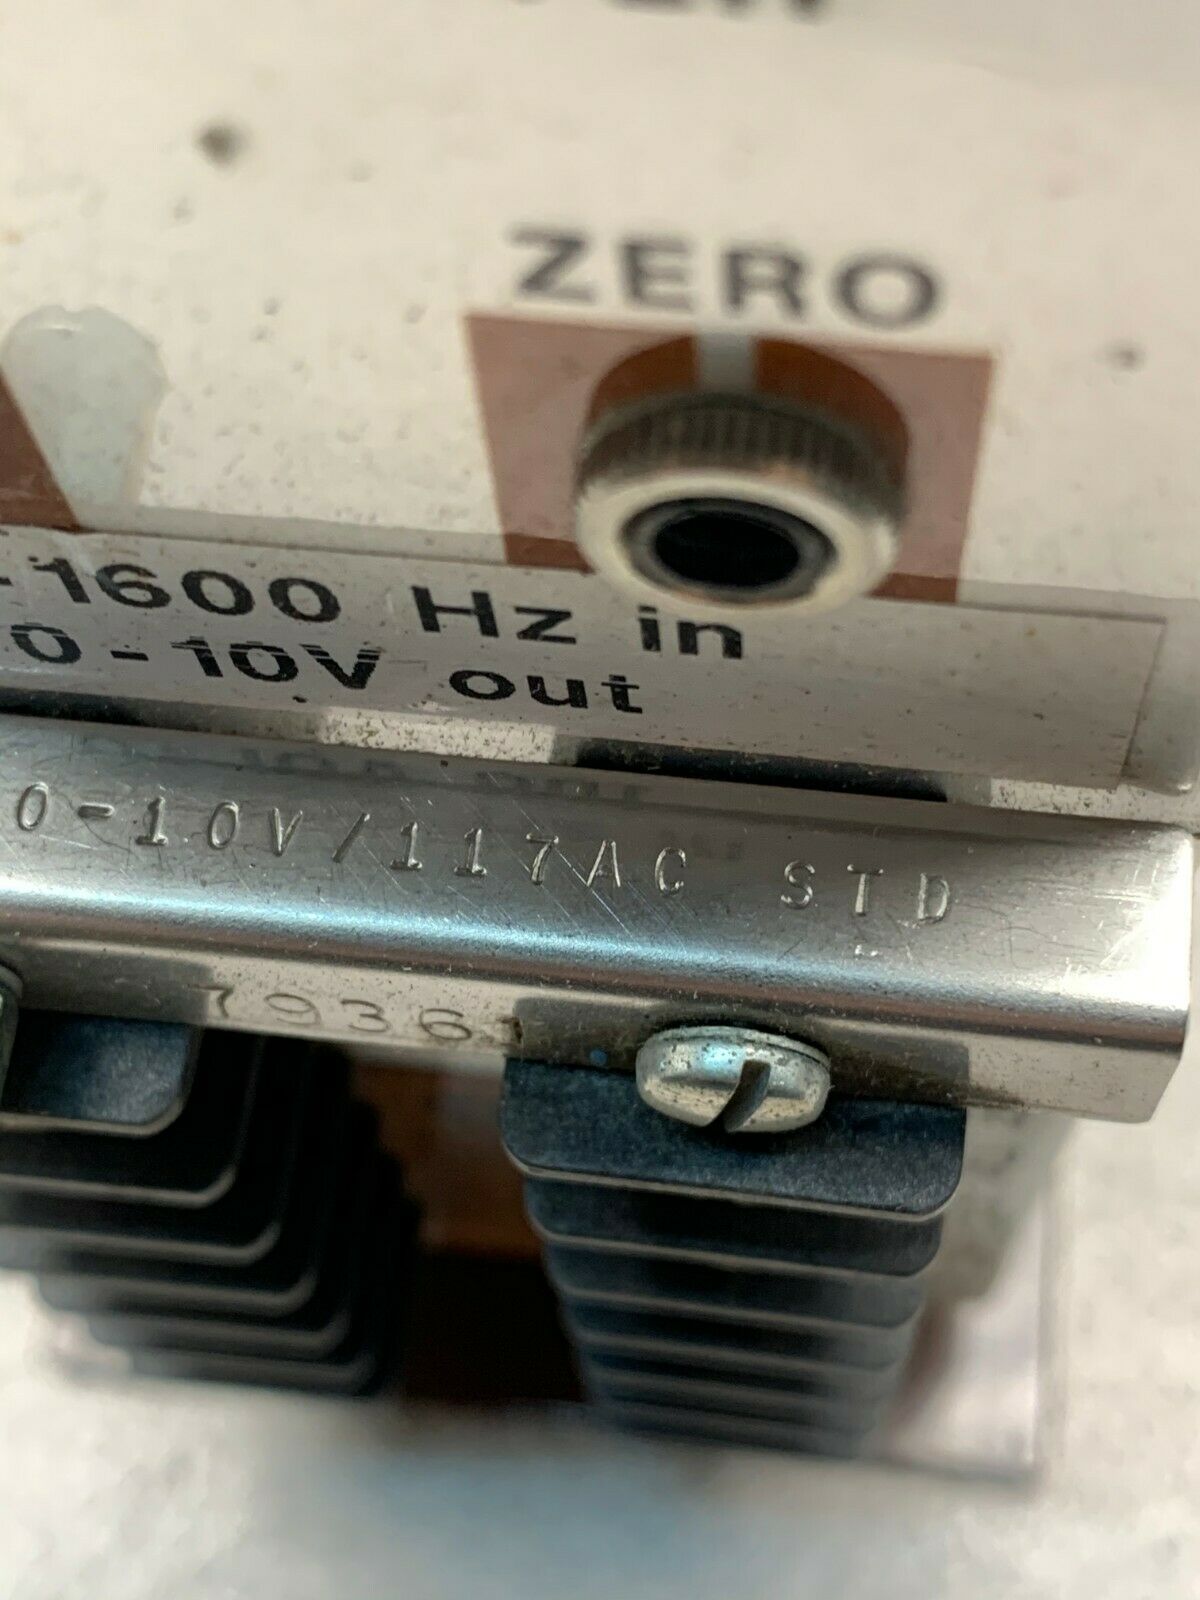 ZERO
-1600 Hz in
0-10V out
0-10V/117AC STD
7936